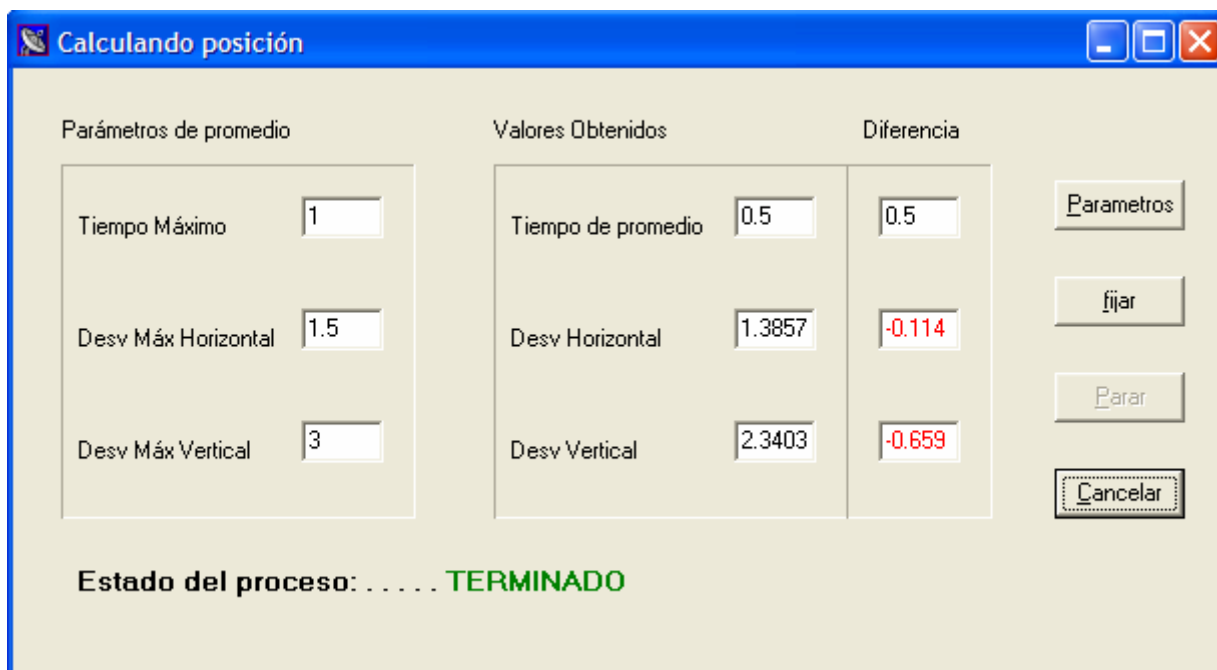 Calculando posición
Parámetros de promedio
Valores Obtenidos
Diferencia
Tiempo Máximo 1
Tiempo de promedio 0.5
0.5
Parametros
Desv Máx Horizontal 1.5
Desv Horizontal 1.3857
-0.114
fijar
Parar
Desv Máx Vertical 3
Desv Vertical 2.3403
-0.659
Cancelar
Estado del proceso: . . . . . TERMINADO